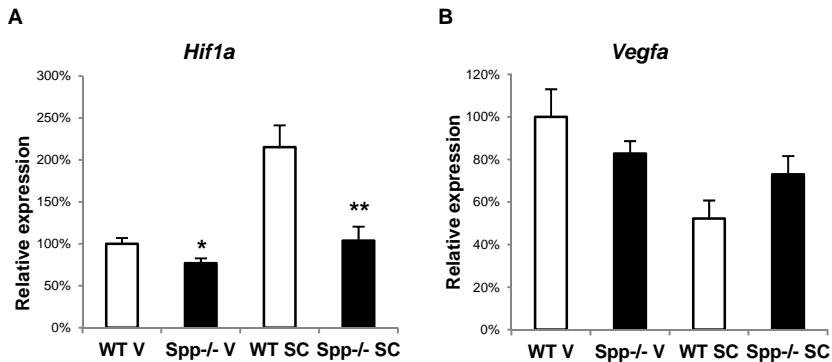 A
Hif1a
Relative expression
300%
250%
200%
150%
100%
50%
0%
*
**
WT V Spp-/- V WT SC Spp-/- SC
B
Vegfa
Relative expression
120%
100%
80%
60%
40%
20%
0%
WT V Spp-/- V WT SC Spp-/- SC